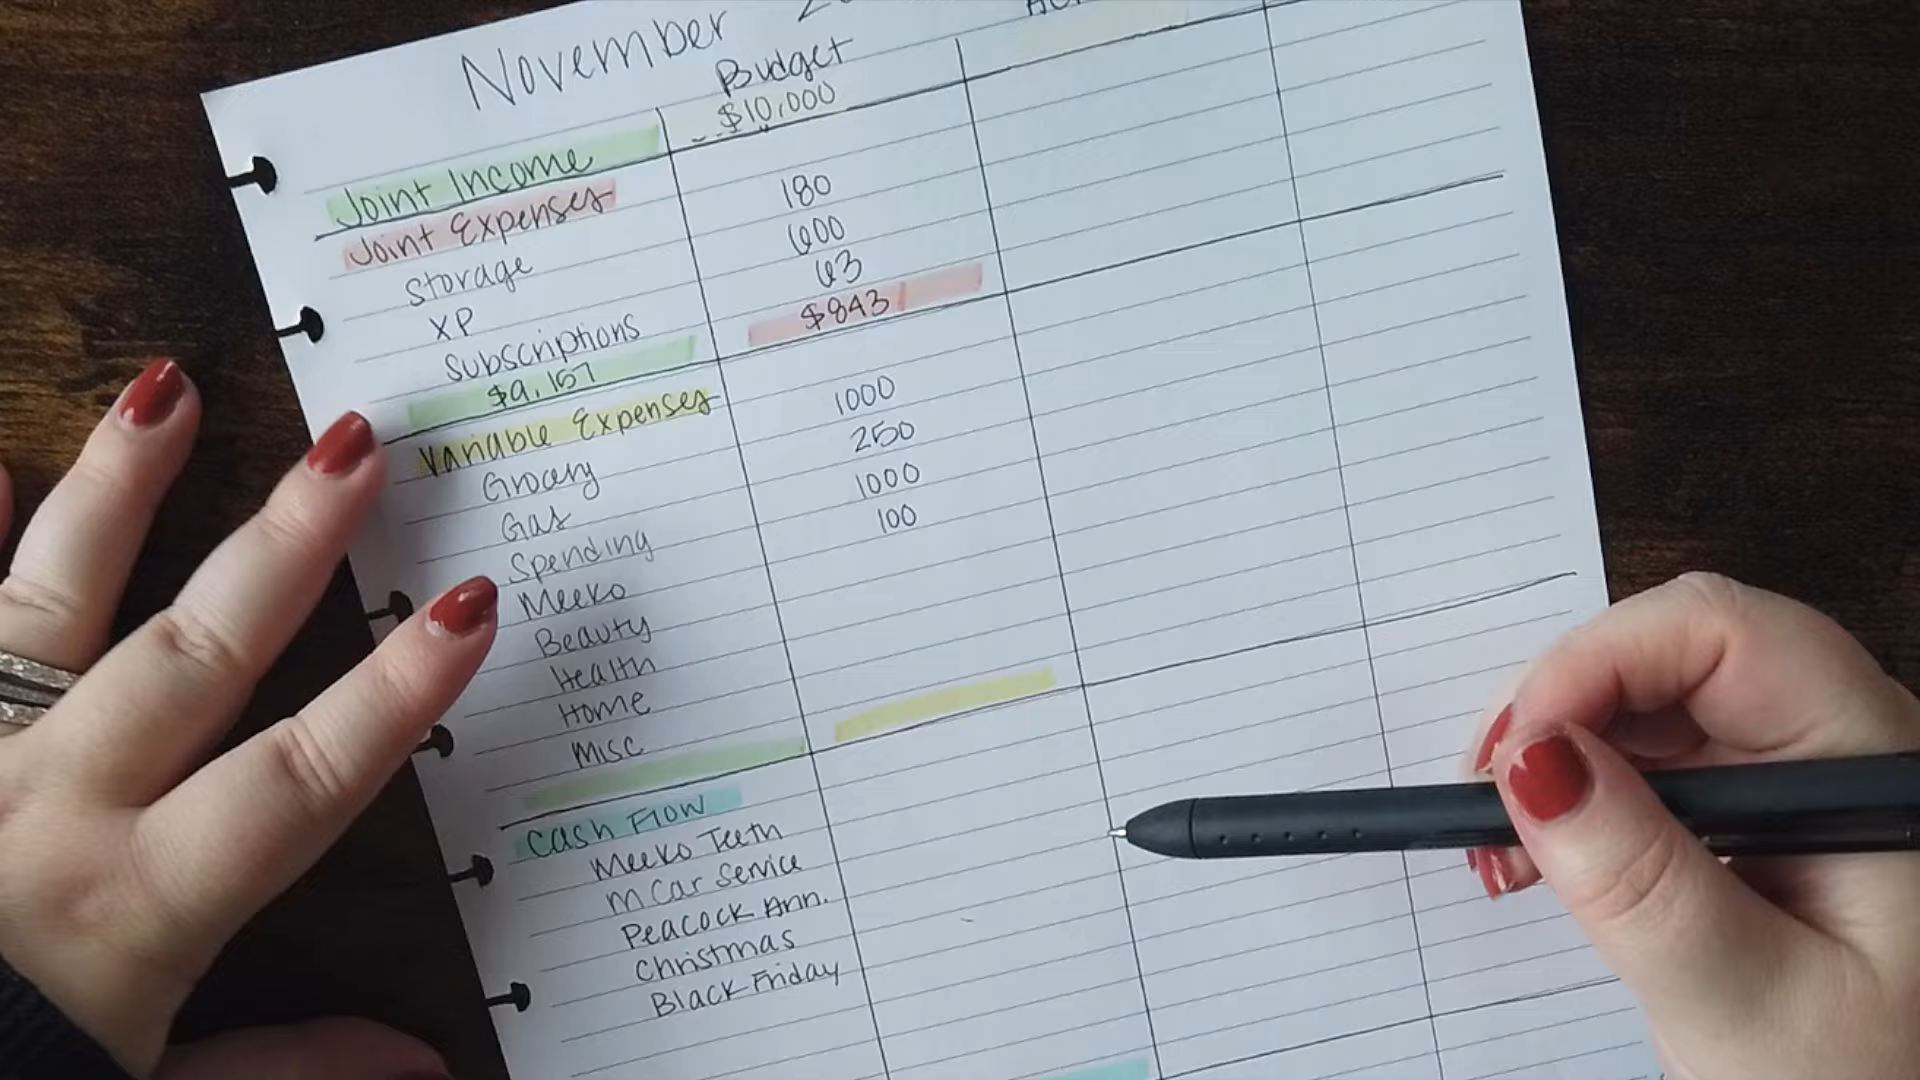 November
Budget
Joint Income $10,000
Joint Expenses
Storage 180
XP 600
Subscriptions 63
$9,157 $843
Variable Expenses
Grocery 1000
Gas 250
Spending 1000
Meeko 100
Beauty
Health
Home
Misc
Cash Flow
Meeko Teeth
M Car Service
Peacock Ann.
Christmas
Black Friday